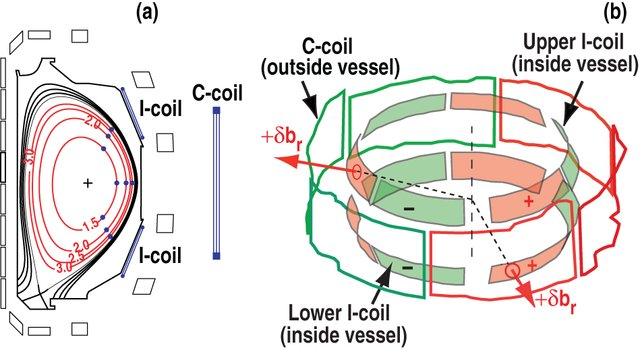 (a)
I-coil
C-coil
I-coil
2.0
3.0
1.5
2.0
2.5
3.0
(b)
C-coil
(outside vessel)
Upper I-coil
(inside vessel)
+δbr
–
+
–
+
+δbr
Lower I-coil
(inside vessel)